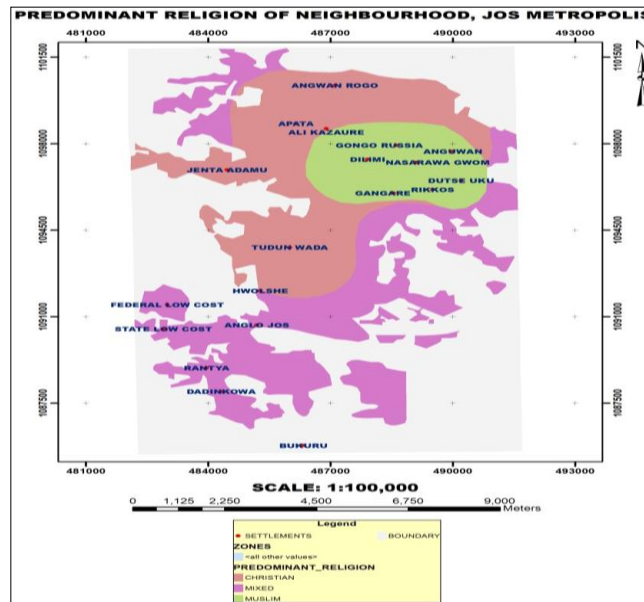 PREDOMINANT RELIGION OF NEIGHBOURHOOD, JOS METROPOLIS
481000 484000 487000 490000 493000
1101500 1101500
N
ANGWAN ROGO
APATA
ALI KAZAURE
1098000 1098000
GONGO RUSSIA
ANGUWAN
DILIMI
NASARAWA GWOM
JENTA ADAMU
DUTSE UKU
RIKKOS
GANGARE
1094500 1094500
TUDUN WADA
HWOLSHE
FEDERAL LOW COST
1091000 1091000
ANGLO JOS
STATE LOW COST
RANTYA
DADINKOWA
1087500 1087500
BUKURU
481000 484000 487000 490000 493000
SCALE: 1:100,000
0 1,125 2,250 4,500 6,750 9,000
Meters
Legend
SETTLEMENTS BOUNDARY
ZONES
<all other values>
PREDOMINANT_RELIGION
CHRISTIAN
MIXED
MUSLIM